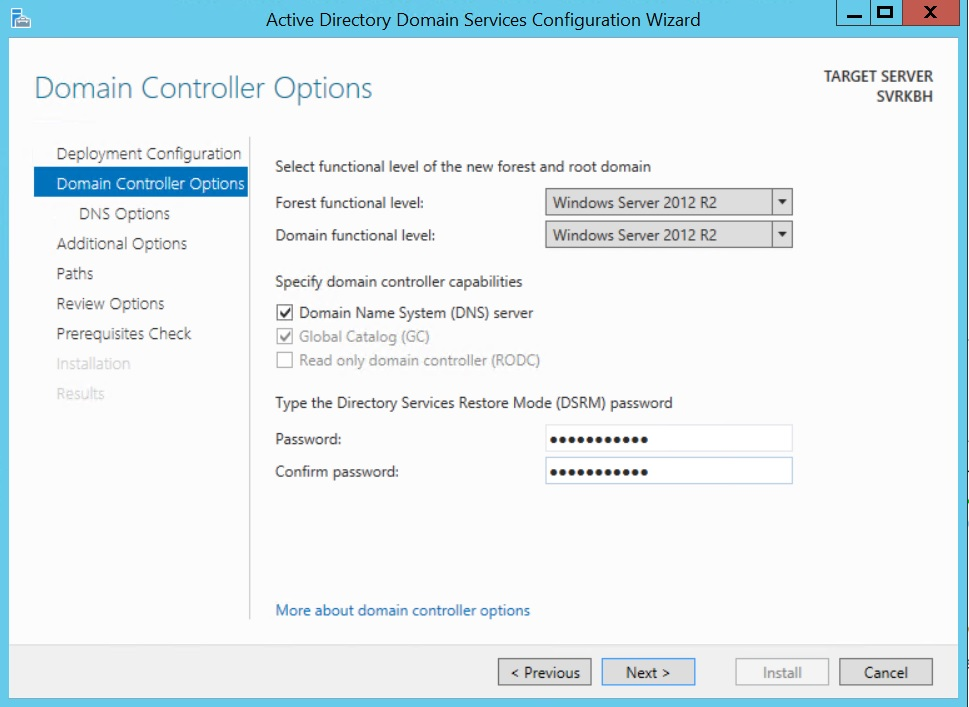 Active Directory Domain Services Configuration Wizard
Domain Controller Options
TARGET SERVER
SVRKBH
Deployment Configuration
Domain Controller Options
DNS Options
Additional Options
Paths
Review Options
Prerequisites Check
Installation
Results
Select functional level of the new forest and root domain
Forest functional level: Windows Server 2012 R2
Domain functional level: Windows Server 2012 R2
Specify domain controller capabilities
Domain Name System (DNS) server
Global Catalog (GC)
Read only domain controller (RODC)
Type the Directory Services Restore Mode (DSRM) password
Password: •••••••••••
Confirm password: •••••••••••
More about domain controller options
< Previous Next > Install Cancel